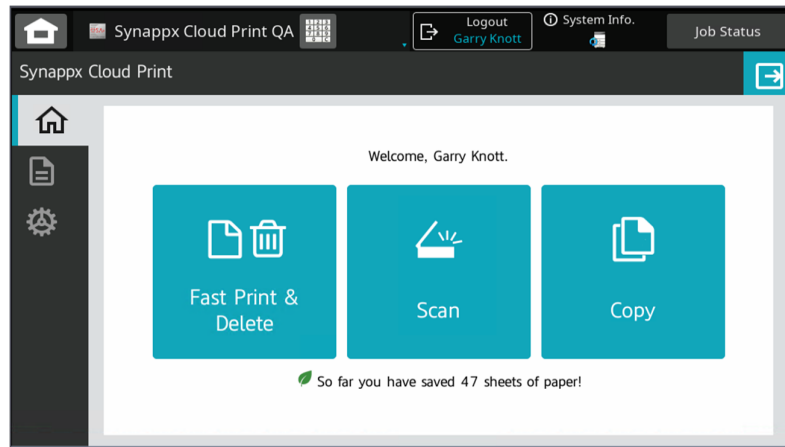 Synappx Cloud Print QA
Logout
Garry Knott
System Info.
Job Status
Synappx Cloud Print
Welcome, Garry Knott.
Fast Print &
Delete
Scan
Copy
So far you have saved 47 sheets of paper!